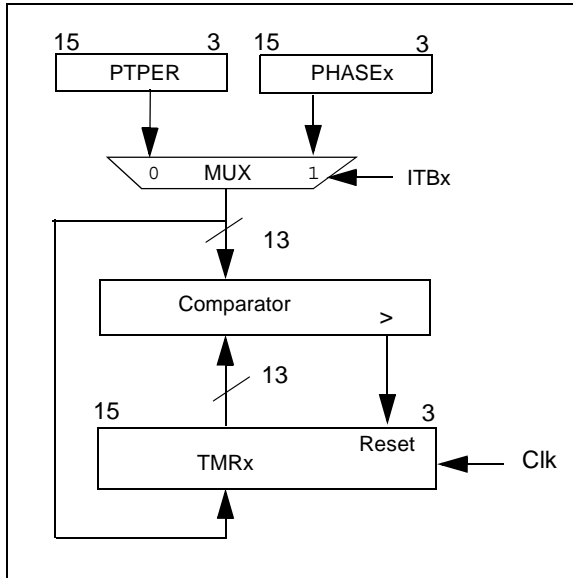 15 3 15 3
PTPER PHASEx
0 MUX 1
ITBx
13
Comparator
>
13
15 3
Reset
TMRx
Clk